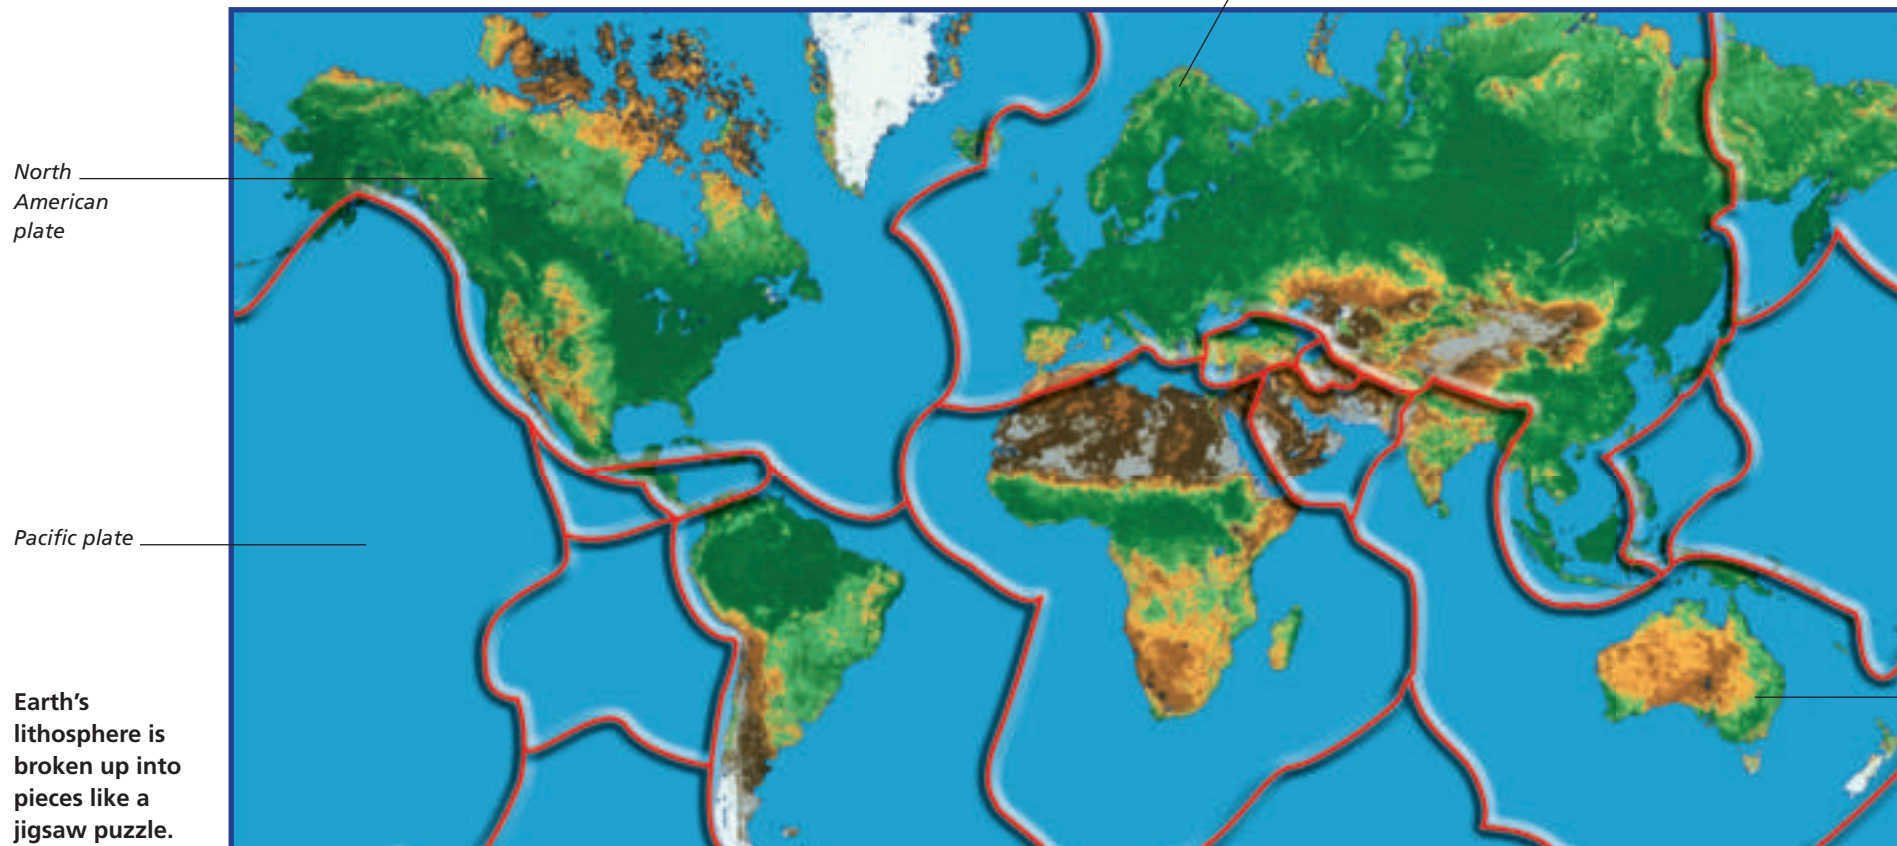 North
American
plate
Pacific plate
Earth’s
lithosphere is
broken up into
pieces like a
jigsaw puzzle.